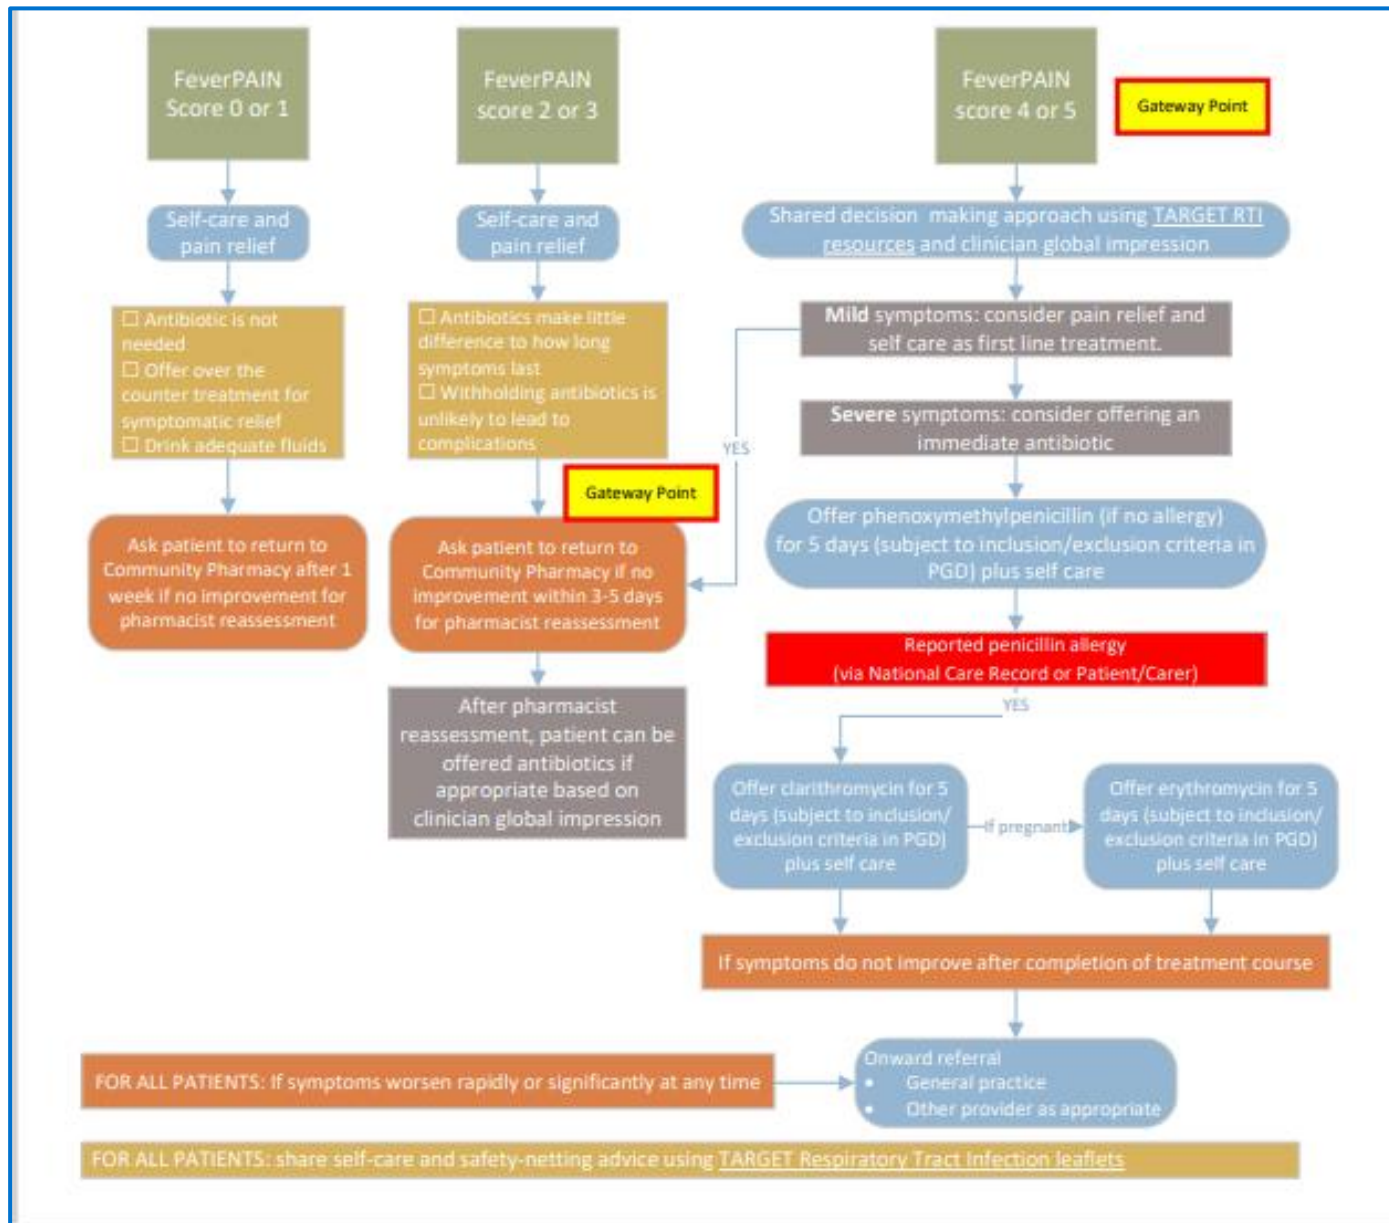 FeverPAIN
Score 0 or 1
Self-care and
pain relief
☐ Antibiotic is not
needed
☐ Offer over the
counter treatment for
symptomatic relief
☐ Drink adequate fluids
Ask patient to return to
Community Pharmacy after 1
week if no improvement for
pharmacist reassessment
FeverPAIN
score 2 or 3
Self-care and
pain relief
☐ Antibiotics make little
difference to how long
symptoms last
☐ Withholding antibiotics is
unlikely to lead to
complications
Gateway Point
Ask patient to return to
Community Pharmacy if no
improvement within 3-5 days
for pharmacist reassessment
After pharmacist
reassessment, patient can be
offered antibiotics if
appropriate based on
clinician global impression
FeverPAIN
score 4 or 5
Gateway Point
Shared decision making approach using TARGET RTI
resources and clinician global impression
Mild symptoms: consider pain relief and
self care as first line treatment.
YES
Severe symptoms: consider offering an
immediate antibiotic
Offer phenoxymethylpenicillin (if no allergy)
for 5 days (subject to inclusion/exclusion criteria in
PGD) plus self care
Reported penicillin allergy
(via National Care Record or Patient/Carer)
YES
Offer clarithromycin for 5
days (subject to inclusion/
exclusion criteria in PGD)
plus self care
If pregnant
Offer erythromycin for 5
days (subject to inclusion/
exclusion criteria in PGD)
plus self care
If symptoms do not improve after completion of treatment course
FOR ALL PATIENTS: If symptoms worsen rapidly or significantly at any time
Onward referral
• General practice
• Other provider as appropriate
FOR ALL PATIENTS: share self-care and safety-netting advice using TARGET Respiratory Tract Infection leaflets